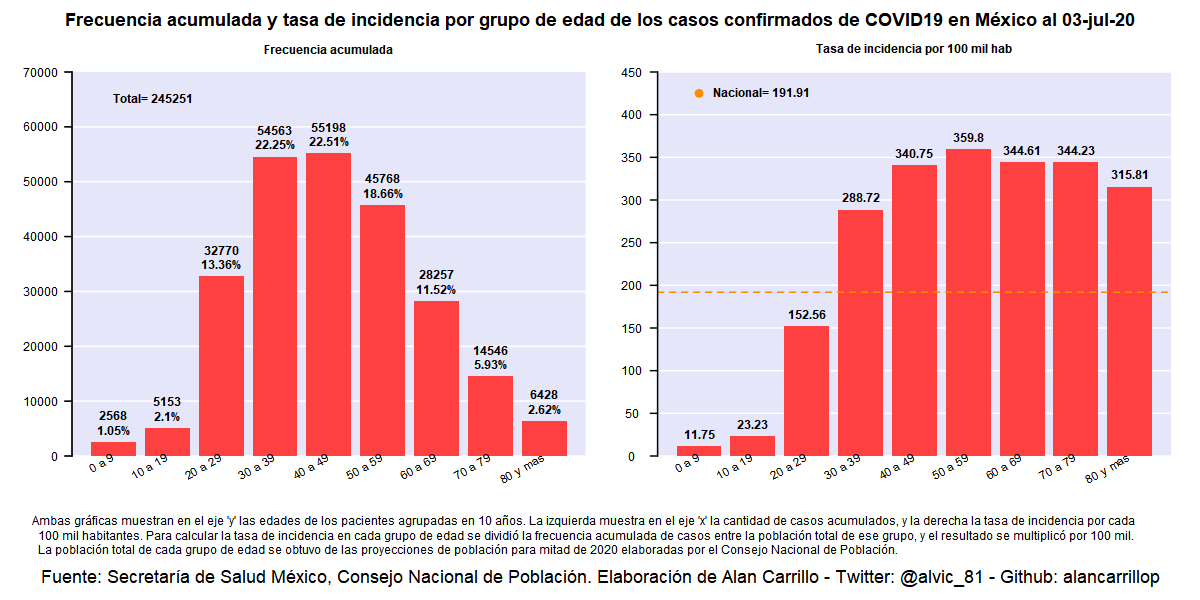 Frecuencia acumulada y tasa de incidencia por grupo de edad de los casos confirmados de COVID19 en México al 03-jul-20
Frecuencia acumulada
70000
60000
50000
40000
30000
20000
10000
0
Total= 245251
2568
1.05%
5153
2.1%
32770
13.36%
54563
22.25%
55198
22.51%
45768
18.66%
28257
11.52%
14546
5.93%
6428
2.62%
0 a 9
10 a 19
20 a 29
30 a 39
40 a 49
50 a 59
60 a 69
70 a 79
80 y mas
Tasa de incidencia por 100 mil hab
450
400
350
300
250
200
150
100
50
0
Nacional= 191.91
11.75
23.23
152.56
288.72
340.75
359.8
344.61
344.23
315.81
0 a 9
10 a 19
20 a 29
30 a 39
40 a 49
50 a 59
60 a 69
70 a 79
80 y mas
Ambas gráficas muestran en el eje 'y' las edades de los pacientes agrupadas en 10 años. La izquierda muestra en el eje 'x' la cantidad de casos acumulados, y la derecha la tasa de incidencia por cada
100 mil habitantes. Para calcular la tasa de incidencia en cada grupo de edad se dividió la frecuencia acumulada de casos entre la población total de ese grupo, y el resultado se multiplicó por 100 mil.
La población total de cada grupo de edad se obtuvo de las proyecciones de población para mitad de 2020 elaboradas por el Consejo Nacional de Población.
Fuente: Secretaría de Salud México, Consejo Nacional de Población. Elaboración de Alan Carrillo - Twitter: @alvic_81 - Github: alancarrillop